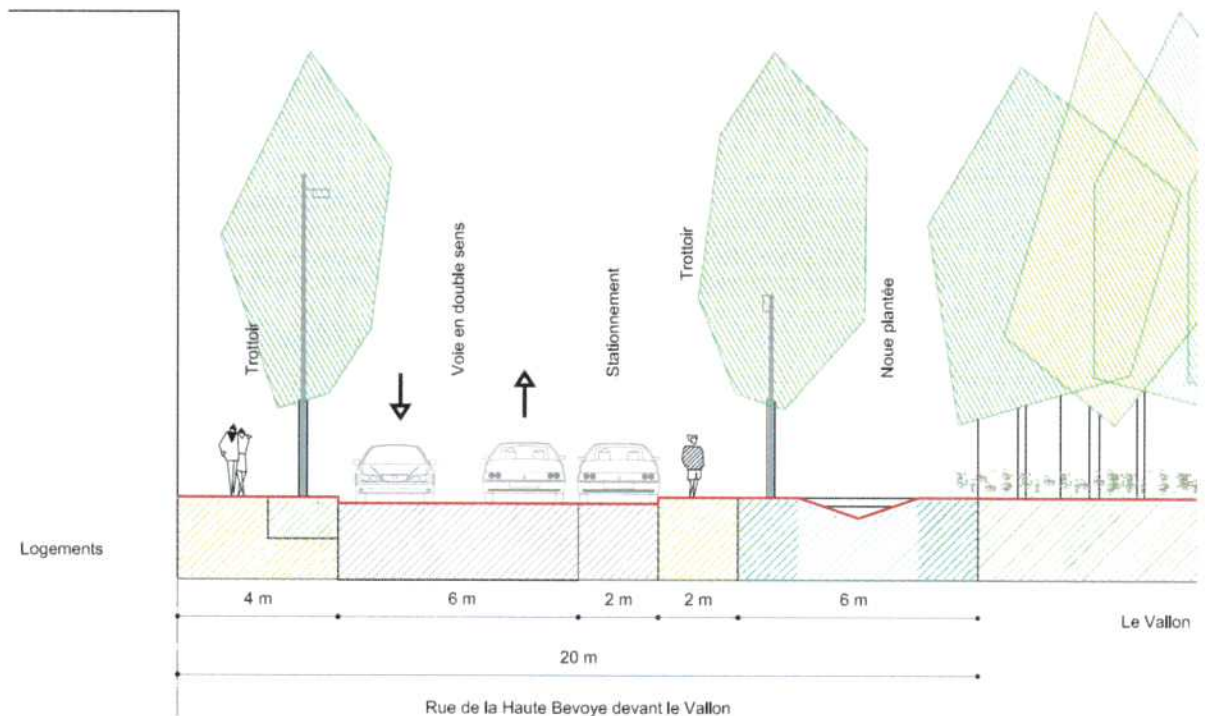 Trottoir
Voie en double sens
Stationnement
Trottoir
Noue plantée
Logements
4 m
6 m
2 m
2 m
6 m
Le Vallon
20 m
Rue de la Haute Bevoye devant le Vallon